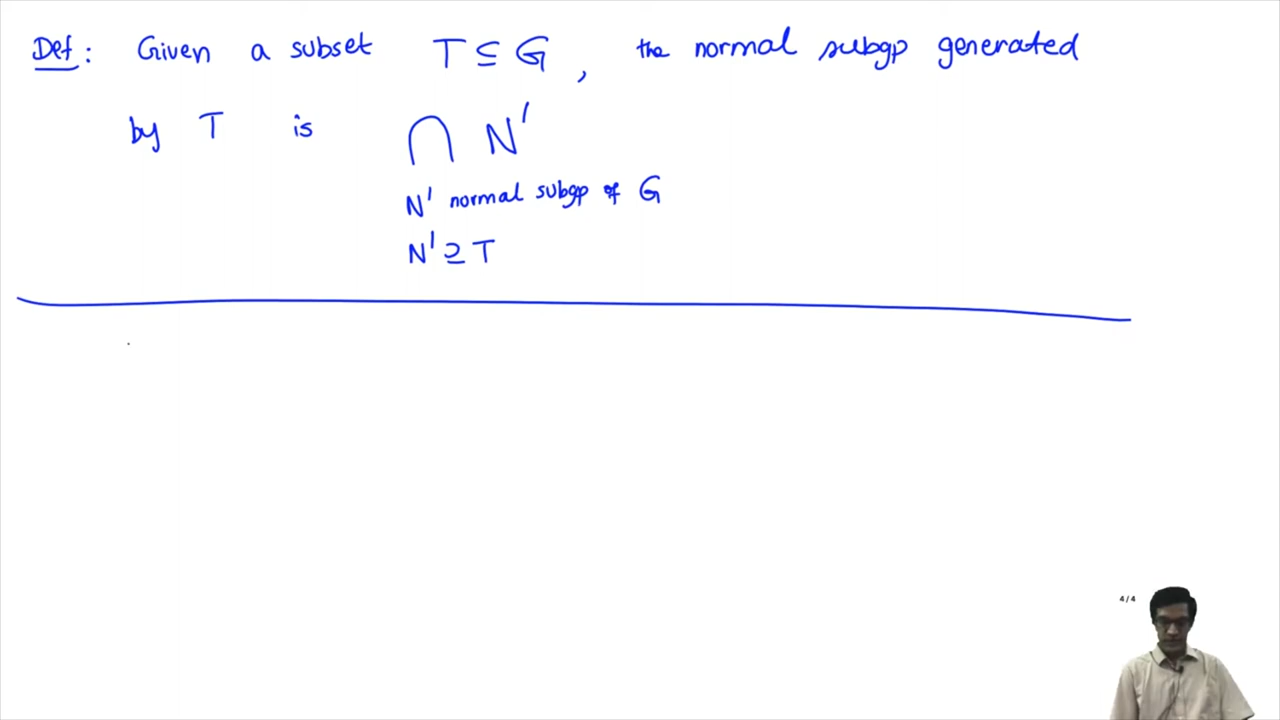 Def: Given a subset T ⊆ G, the normal subgp generated
by T is ⋂ N'
N' normal subgp of G
N' ⊇ T
4/4